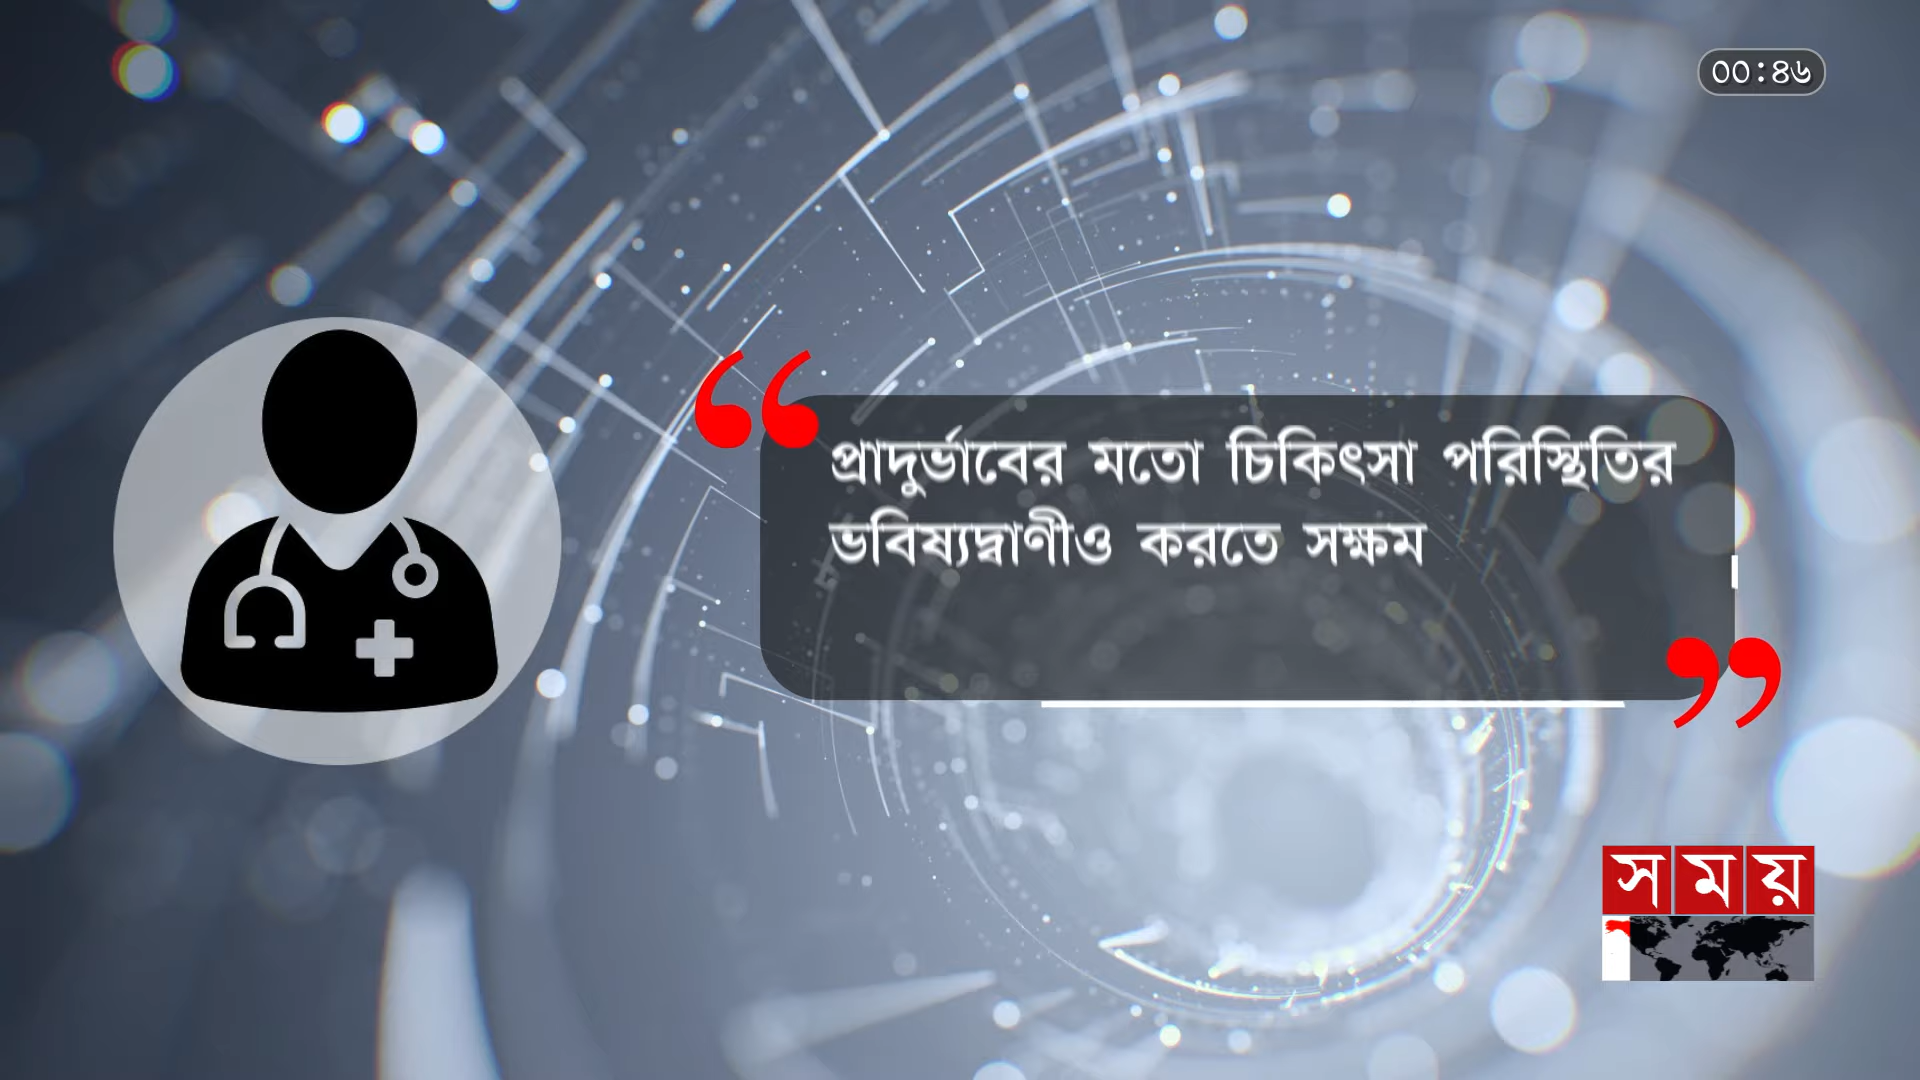 ০০:৪৬
প্রাদুর্ভাবের মতো চিকিৎসা পরিস্থিতির
ভবিষ্যদ্বাণীও করতে সক্ষম
সময়